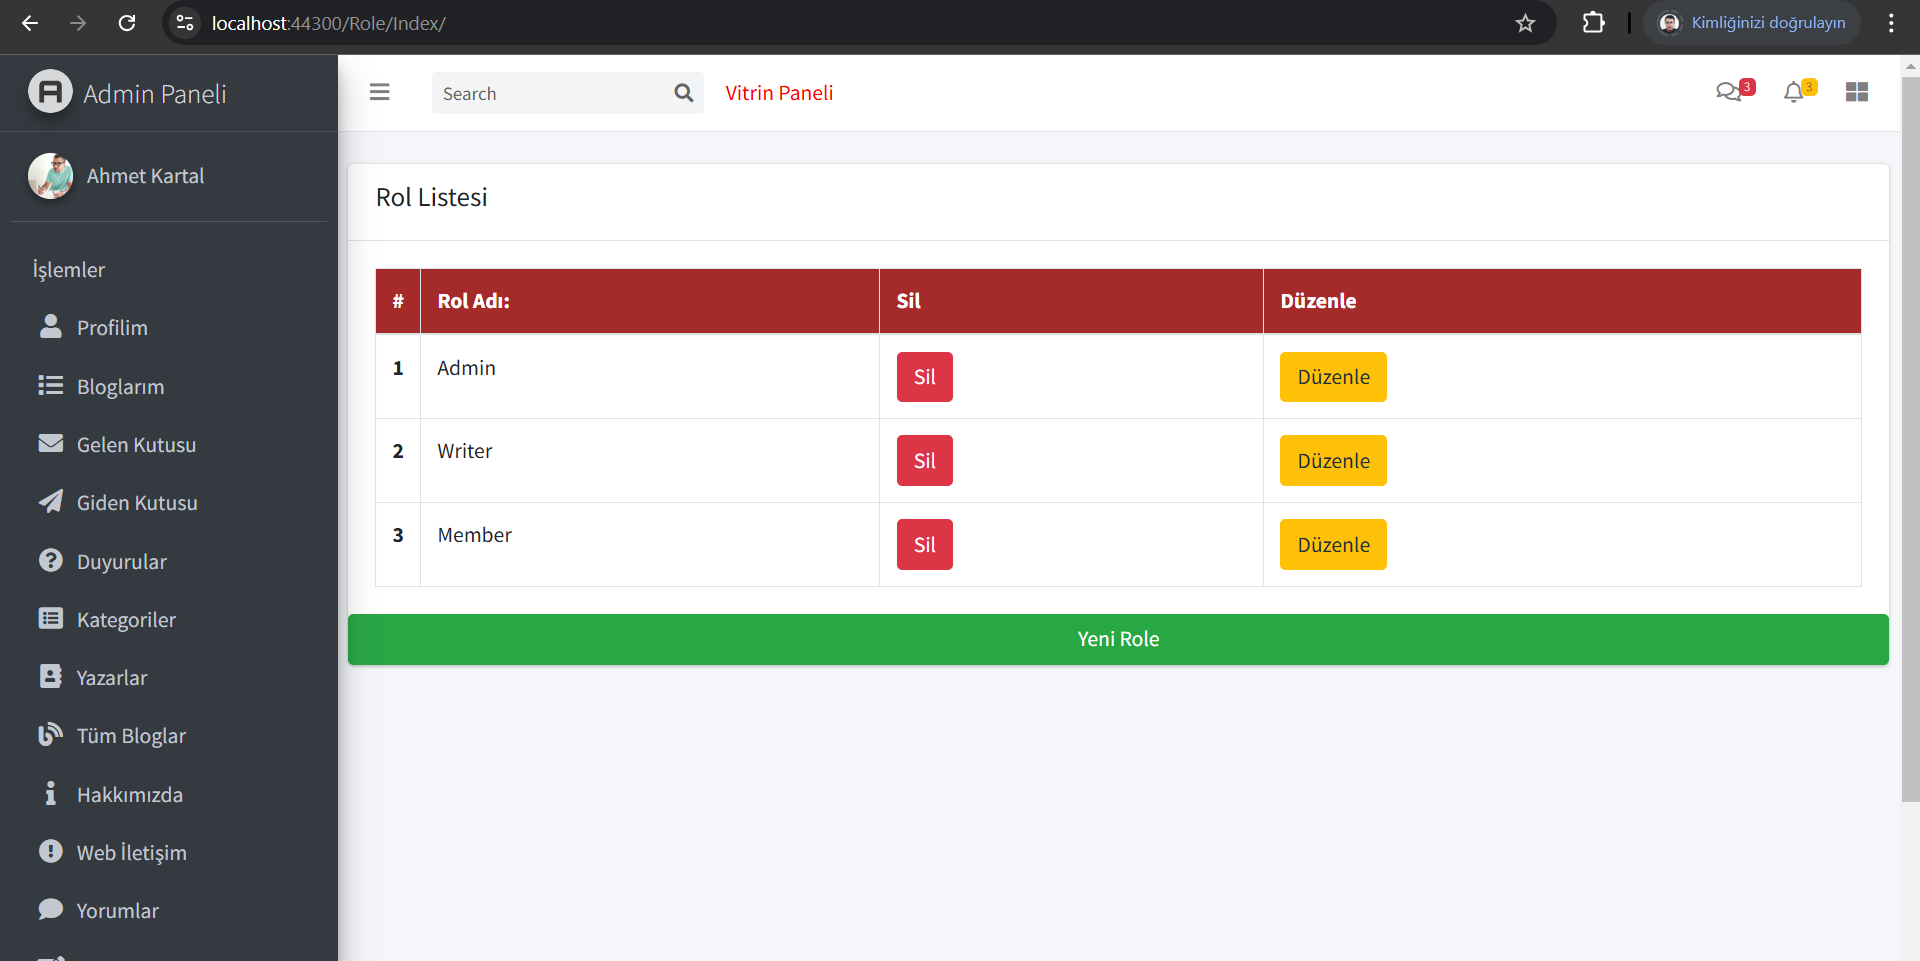 localhost:44300/Role/Index/
Kimliğinizi doğrulayın
Admin Paneli
Search
Vitrin Paneli
3
3
Ahmet Kartal
Rol Listesi
İşlemler
Profilim
Bloglarım
Gelen Kutusu
Giden Kutusu
Duyurular
Kategoriler
Yazarlar
Tüm Bloglar
Hakkımızda
Web İletişim
Yorumlar
# Rol Adı: Sil Düzenle
1 Admin Sil Düzenle
2 Writer Sil Düzenle
3 Member Sil Düzenle
Yeni Role